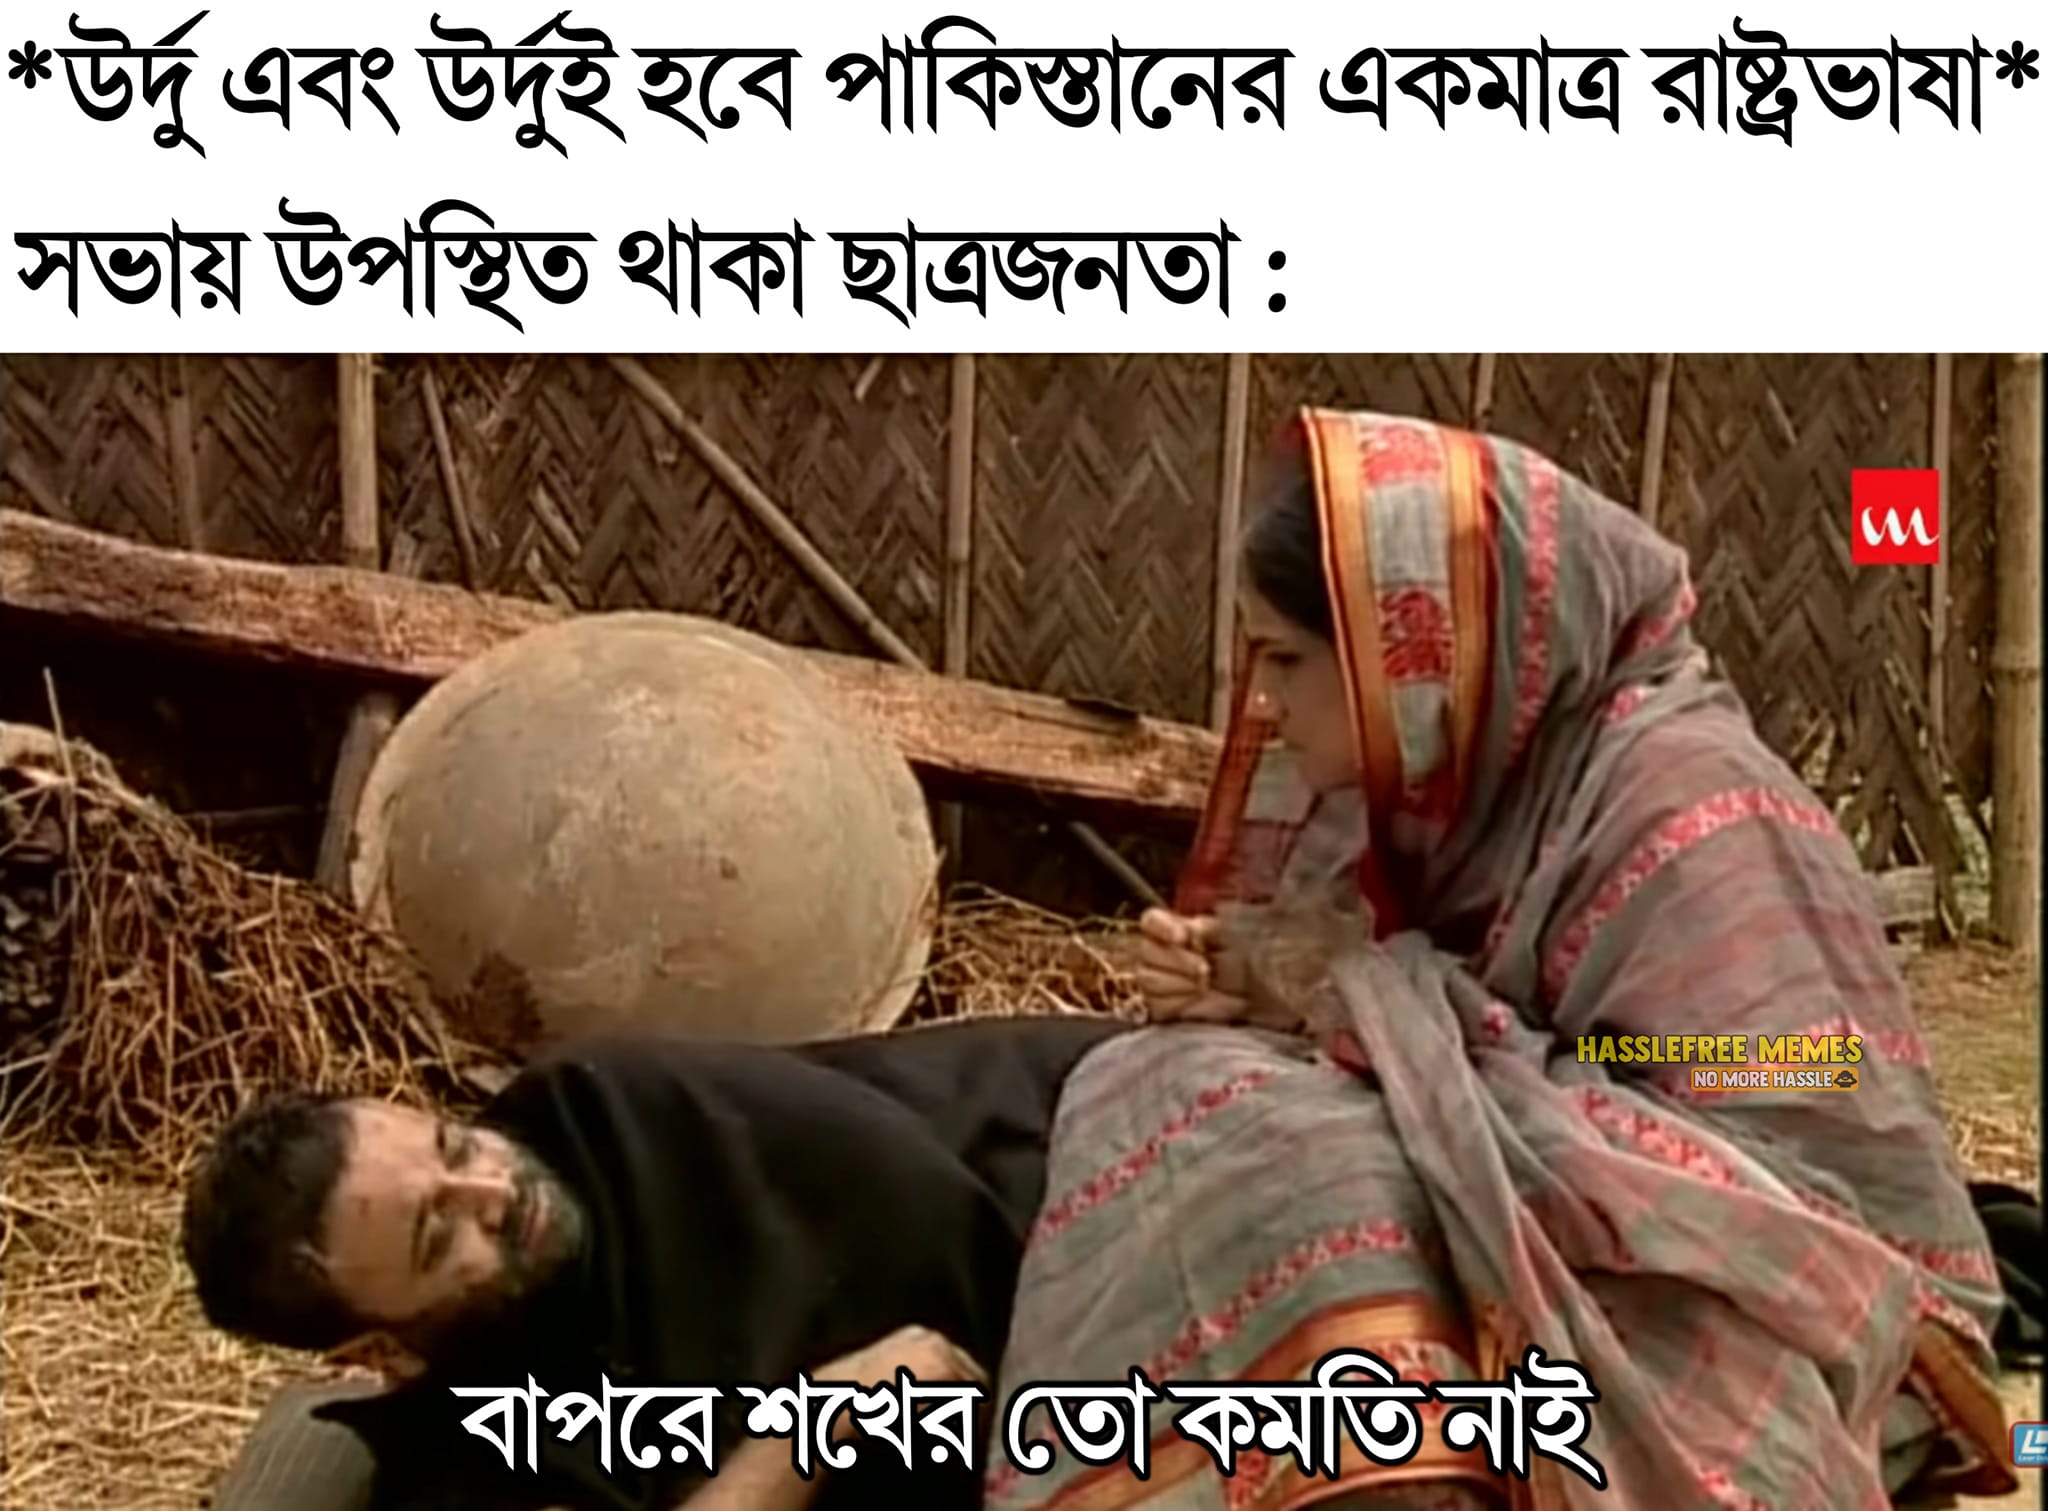 *উর্দু এবং উর্দুই হবে পাকিস্তানের একমাত্র রাষ্ট্রভাষা*
সভায় উপস্থিত থাকা ছাত্রজনতা :
HASSLEFREE MEMES
NO MORE HASSLE
বাপরে শখের তো কমতি নাই